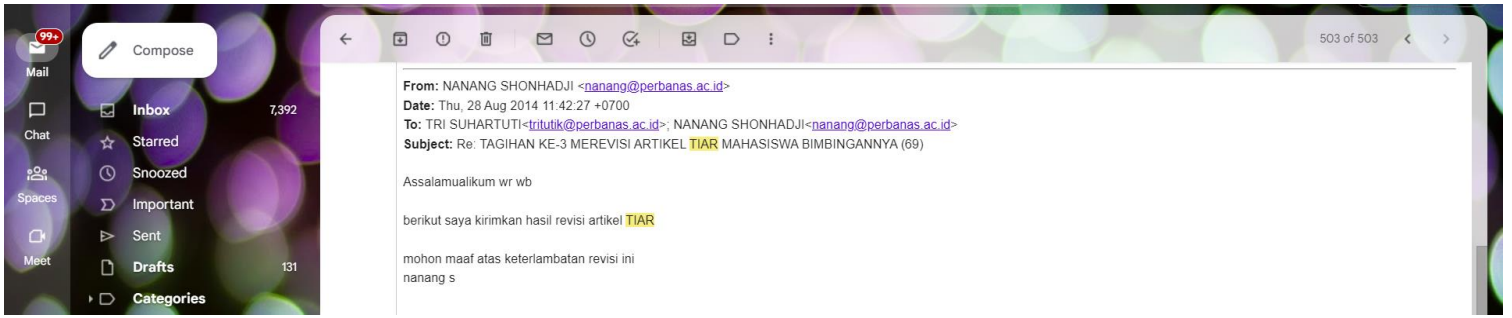 99+
Mail
Chat
Spaces
Meet
Compose
Inbox 7,392
Starred
Snoozed
Important
Sent
Drafts 131
Categories
503 of 503
From: NANANG SHONHADJI <nanang@perbanas.ac.id>
Date: Thu, 28 Aug 2014 11:42:27 +0700
To: TRI SUHARTUTI<tritutik@perbanas.ac.id>; NANANG SHONHADJI<nanang@perbanas.ac.id>
Subject: Re: TAGIHAN KE-3 MEREVISI ARTIKEL TIAR MAHASISWA BIMBINGANNYA (69)
Assalamualikum wr wb
berikut saya kirimkan hasil revisi artikel TIAR
mohon maaf atas keterlambatan revisi ini
nanang s